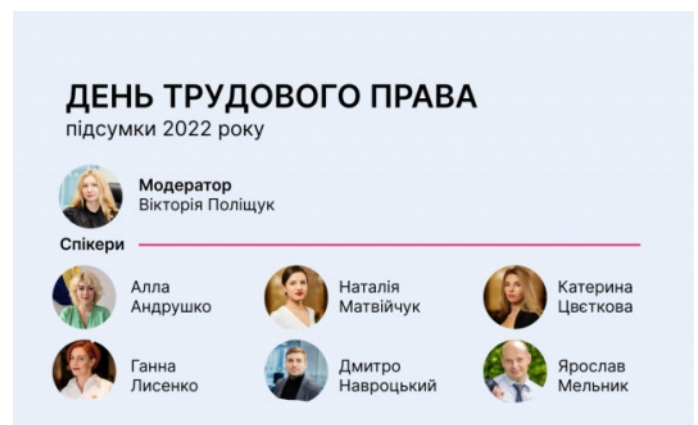 ДЕНЬ ТРУДОВОГО ПРАВА
підсумки 2022 року
Модератор
Вікторія Поліщук
Спікери
Алла
Андрушко
Наталія
Матвійчук
Катерина
Цвєткова
Ганна
Лисенко
Дмитро
Навроцький
Ярослав
Мельник